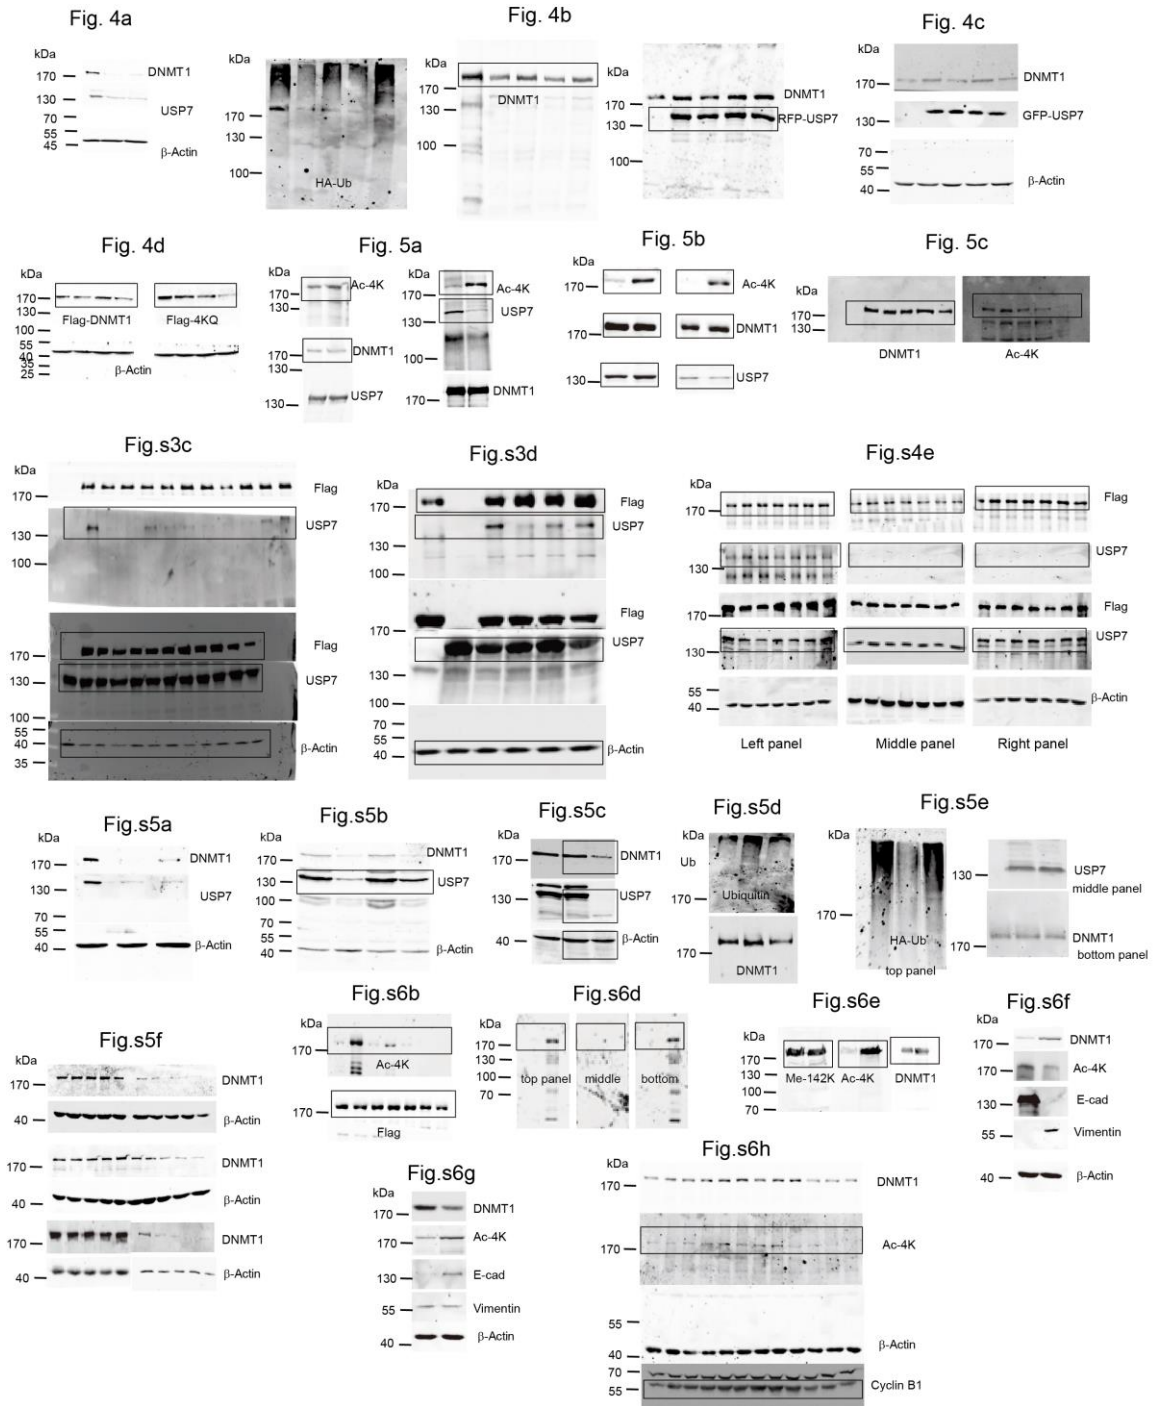 Fig. 4a
kDa
170
130
70
55
45
DNMT1
USP7
β-Actin
Fig. 4b
kDa
170
130
100
HA-Ub
kDa
170
130
100
DNMT1
kDa
170
130
100
DNMT1
RFP-USP7
Fig. 4c
kDa
170
130
70
55
40
DNMT1
GFP-USP7
β-Actin
Fig. 4d
kDa
170
130
100
55
40
35
25
Flag-DNMT1
Flag-4KQ
β-Actin
Fig. 5a
kDa
170
130
170
130
130
Ac-4K
DNMT1
USP7
kDa
170
130
100
170
Ac-4K
USP7
DNMT1
Fig. 5b
kDa
170
170
130
Ac-4K
DNMT1
USP7
Fig. 5c
kDa
170
130
DNMT1
Ac-4K
Fig.s3c
kDa
170
130
100
170
130
100
55
40
35
Flag
USP7
Flag
USP7
β-Actin
Fig.s3d
kDa
170
130
100
170
130
100
70
55
40
Flag
USP7
Flag
USP7
β-Actin
Fig.s4e
kDa
170
130
170
130
55
40
Flag
USP7
Flag
USP7
β-Actin
Left panel
Middle panel
Right panel
Fig.s5a
kDa
170
130
70
55
40
DNMT1
USP7
β-Actin
Fig.s5b
kDa
170
130
100
70
55
40
DNMT1
USP7
β-Actin
Fig.s5c
kDa
170
130
40
DNMT1
USP7
β-Actin
Fig.s5d
kDa
Ub
170
Ubiquitin
170
DNMT1
Fig.s5e
kDa
170
HA-Ub
top panel
130
170
USP7
middle panel
DNMT1
bottom panel
Fig.s5f
kDa
170
40
170
40
170
40
DNMT1
β-Actin
DNMT1
β-Actin
DNMT1
β-Actin
Fig.s6b
kDa
170
Ac-4K
170
Flag
Fig.s6d
kDa
170
130
100
70
top panel
middle
bottom
Fig.s6e
kDa
170
130
100
70
Me-142K
Ac-4K
DNMT1
Fig.s6f
kDa
170
170
130
55
40
DNMT1
Ac-4K
E-cad
Vimentin
β-Actin
Fig.s6g
kDa
170
170
130
55
40
DNMT1
Ac-4K
E-cad
Vimentin
β-Actin
Fig.s6h
kDa
170
170
55
40
70
55
DNMT1
Ac-4K
β-Actin
Cyclin B1